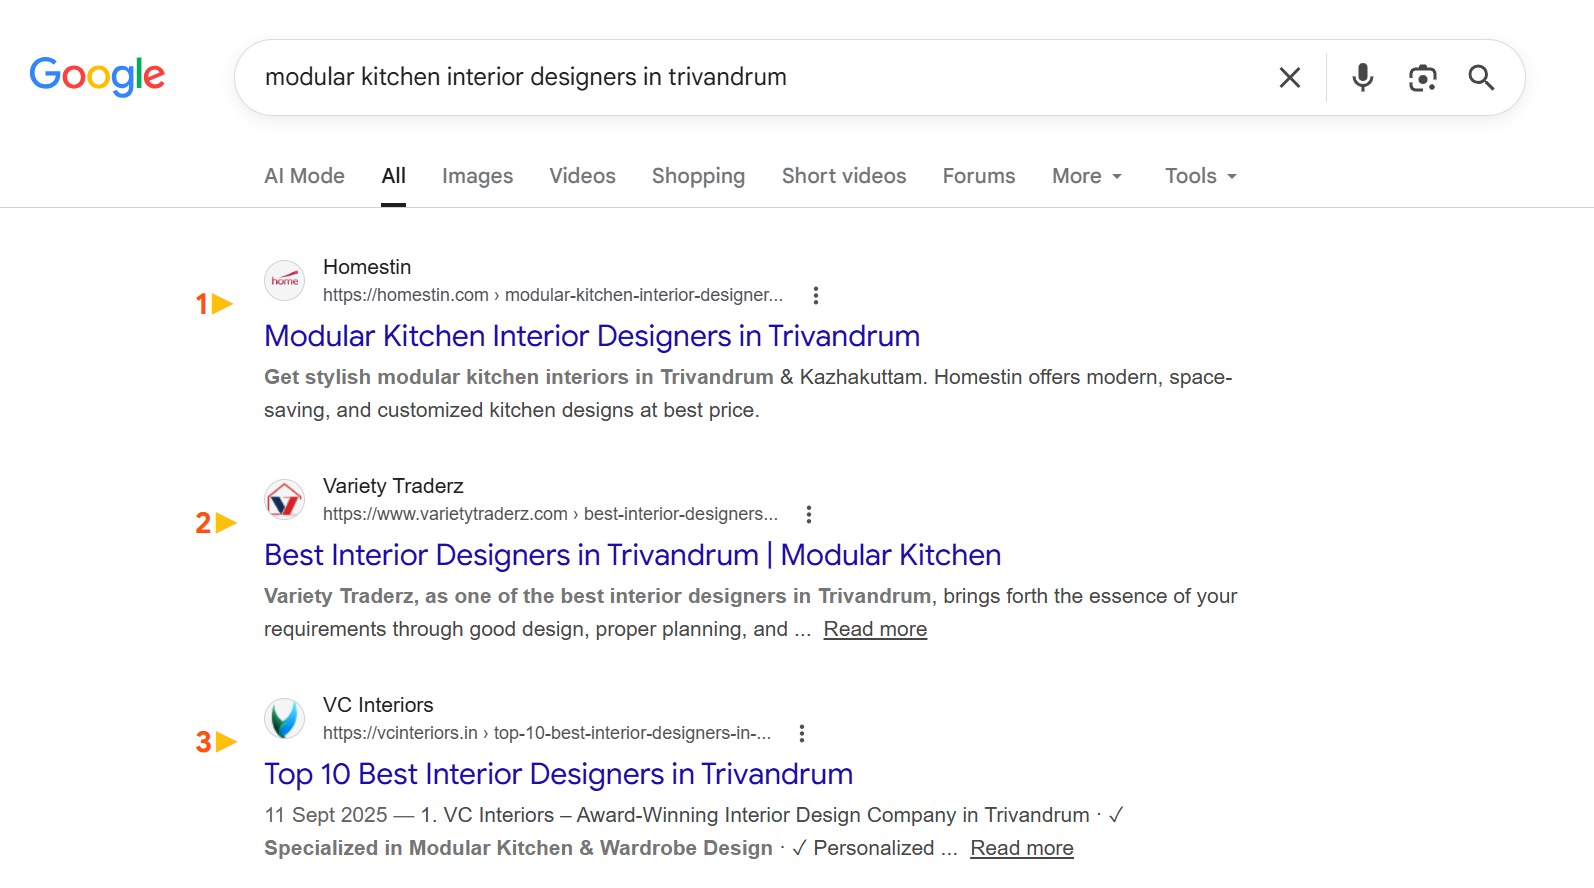 Google
modular kitchen interior designers in trivandrum
AI Mode All Images Videos Shopping Short videos Forums More Tools
home
Homestin
https://homestin.com › modular-kitchen-interior-designer...
1
Modular Kitchen Interior Designers in Trivandrum
Get stylish modular kitchen interiors in Trivandrum & Kazhakuttam. Homestin offers modern, space-
saving, and customized kitchen designs at best price.
Variety Traderz
https://www.varietytraderz.com › best-interior-designers...
2
Best Interior Designers in Trivandrum | Modular Kitchen
Variety Traderz, as one of the best interior designers in Trivandrum, brings forth the essence of your
requirements through good design, proper planning, and ... Read more
VC Interiors
https://vcinteriors.in › top-10-best-interior-designers-in-...
3
Top 10 Best Interior Designers in Trivandrum
11 Sept 2025 — 1. VC Interiors – Award-Winning Interior Design Company in Trivandrum · ✓
Specialized in Modular Kitchen & Wardrobe Design · ✓ Personalized ... Read more